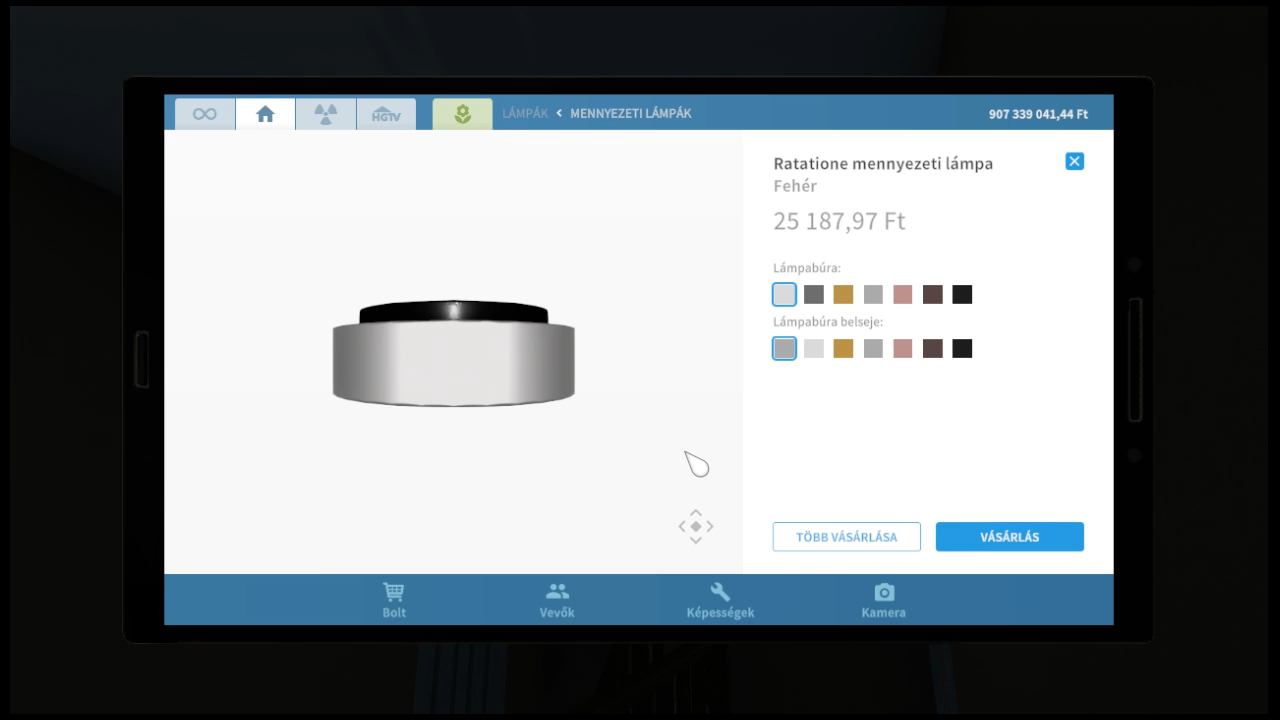 HGTV
LÁMPÁK < MENNYEZETI LÁMPÁK
907 339 041,44 Ft
Ratatione mennyezeti lámpa
Fehér
25 187,97 Ft
Lámpabúra:
Lámpabúra belseje:
TÖBB VÁSÁRLÁSA
VÁSÁRLÁS
Bolt
Vevők
Képességek
Kamera